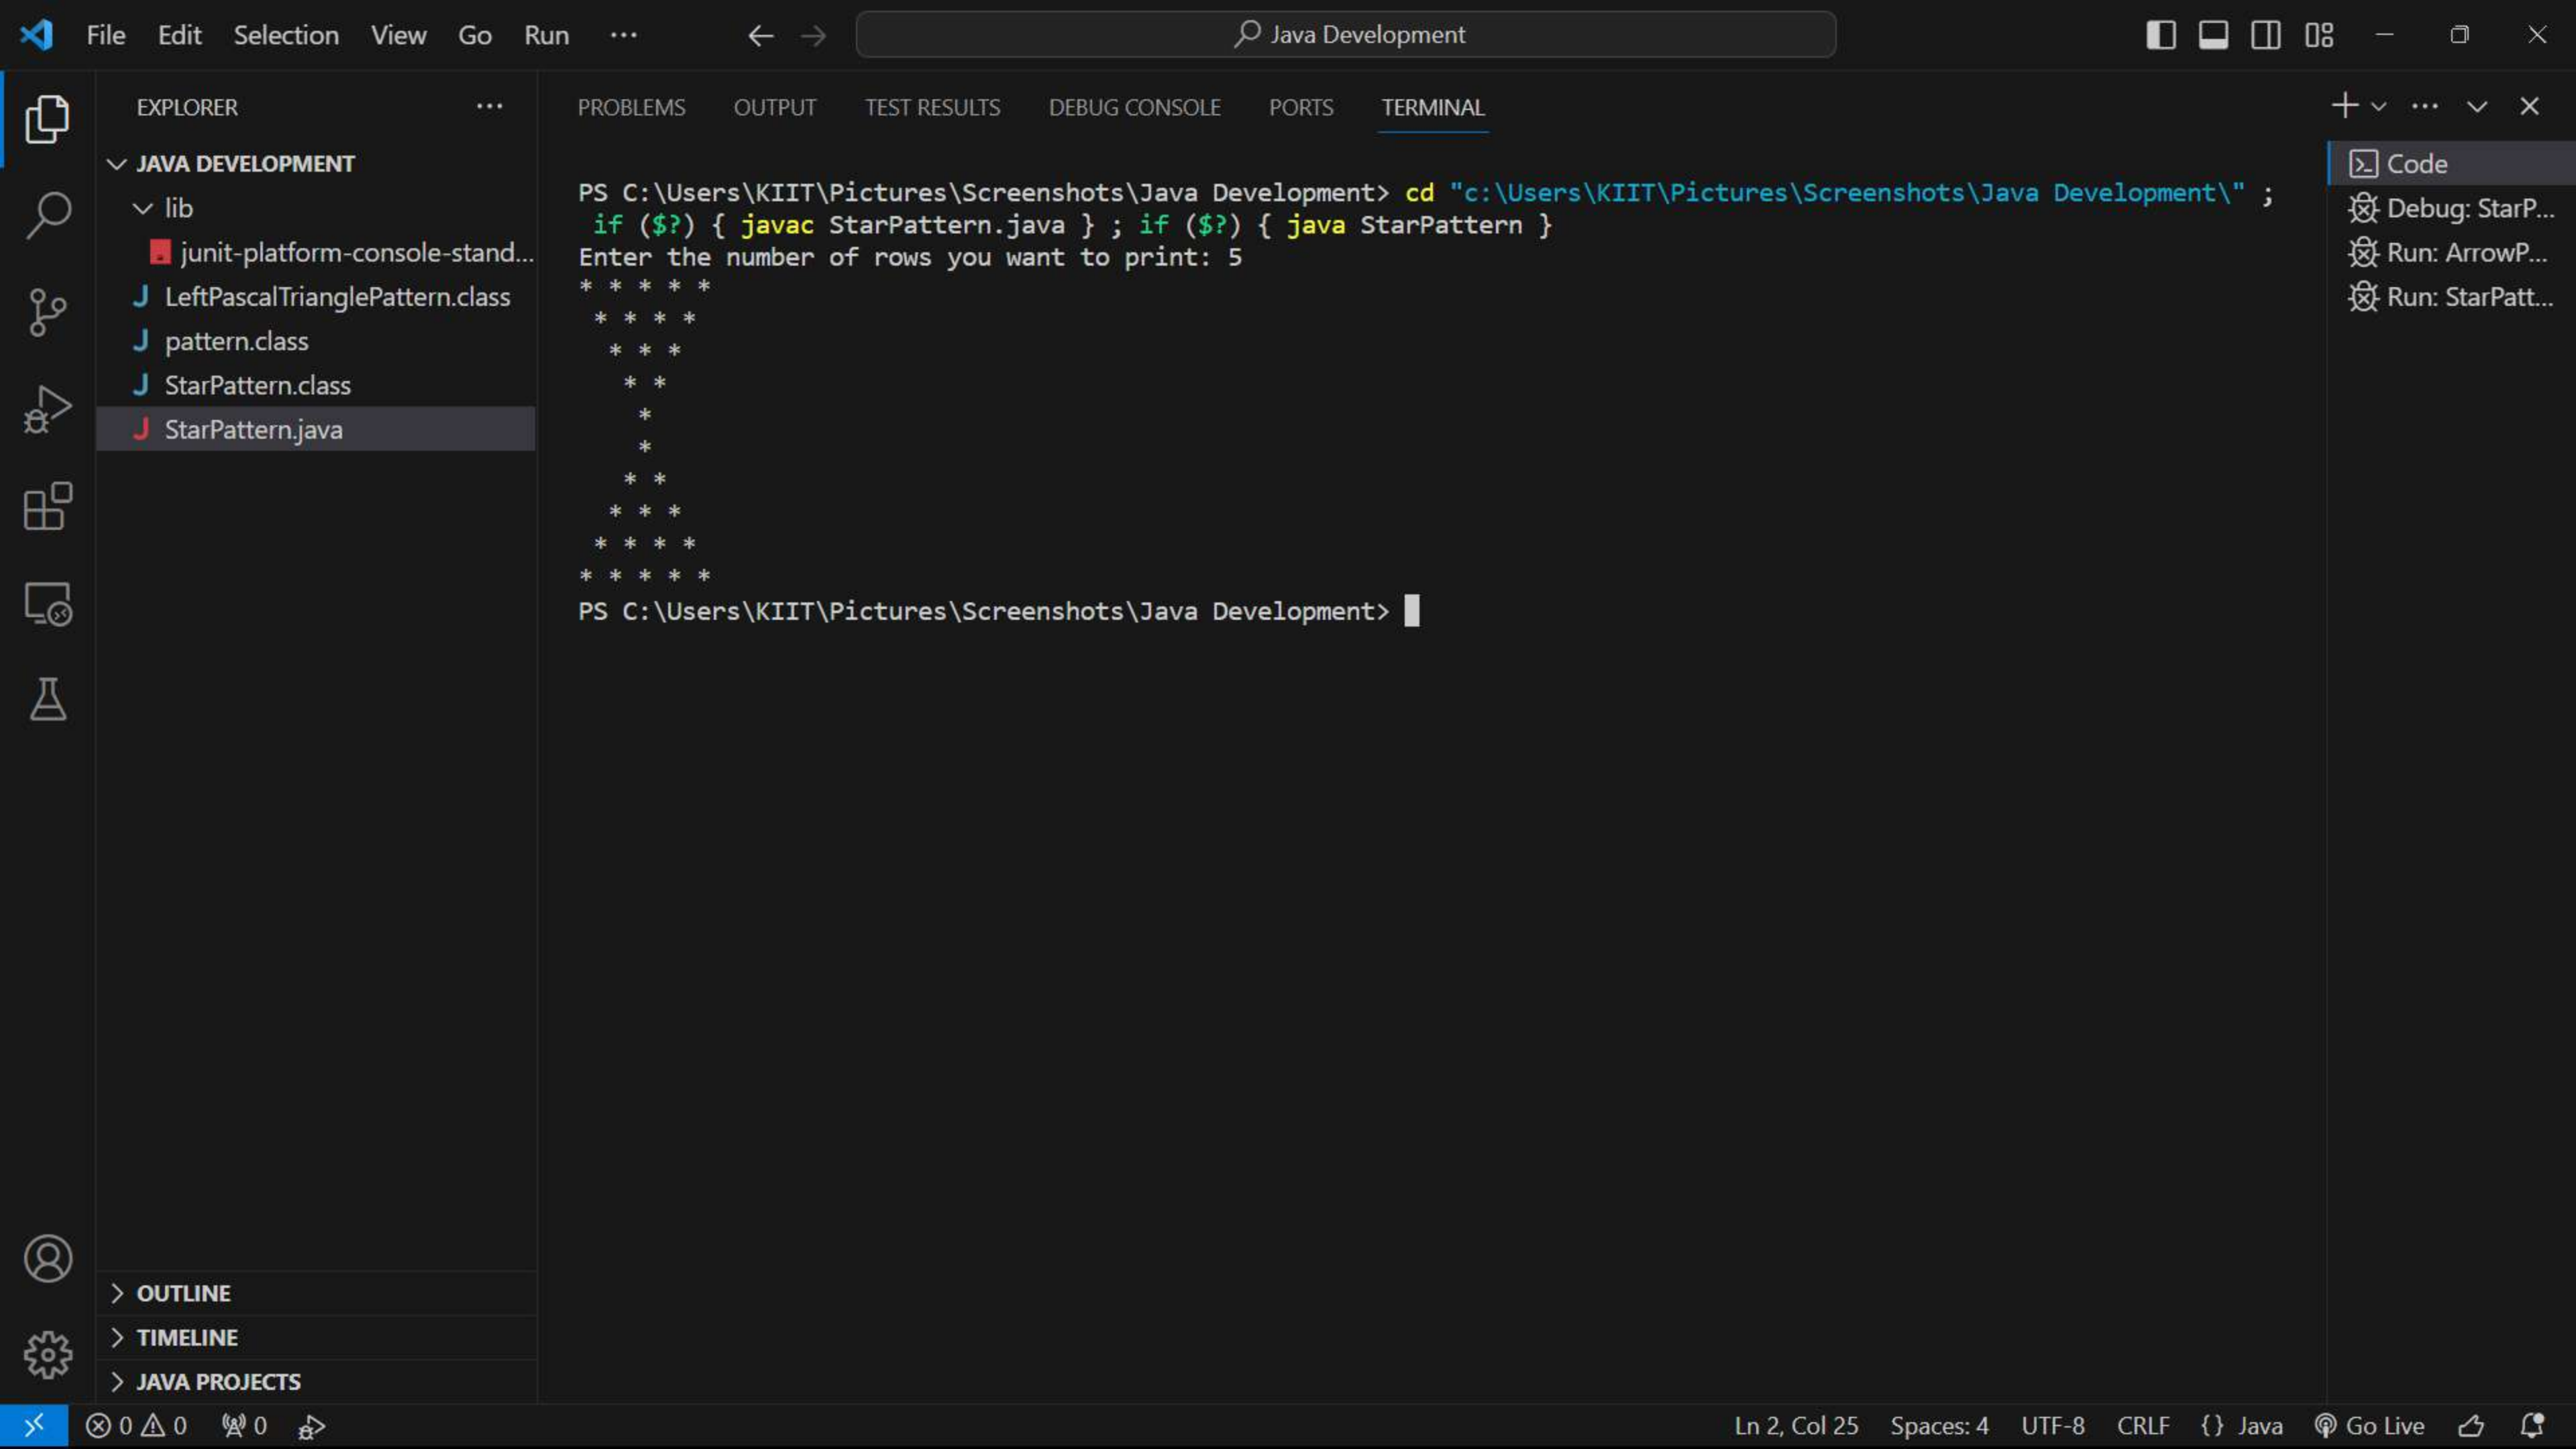 File Edit Selection View Go Run ...
Java Development
EXPLORER ...
JAVA DEVELOPMENT
lib
junit-platform-console-stand...
LeftPascalTrianglePattern.class
pattern.class
StarPattern.class
StarPattern.java
OUTLINE
TIMELINE
JAVA PROJECTS
PROBLEMS OUTPUT TEST RESULTS DEBUG CONSOLE PORTS TERMINAL
PS C:\Users\KIIT\Pictures\Screenshots\Java Development> cd "c:\Users\KIIT\Pictures\Screenshots\Java Development\" ;
 if ($?) { javac StarPattern.java } ; if ($?) { java StarPattern }
Enter the number of rows you want to print: 5
* * * * *
 * * * *
  * * *
   * *
    *
    *
   * *
  * * *
 * * * *
* * * * *
PS C:\Users\KIIT\Pictures\Screenshots\Java Development>
Code
Debug: StarP...
Run: ArrowP...
Run: StarPatt...
0 0 0
Ln 2, Col 25 Spaces: 4 UTF-8 CRLF {} Java Go Live